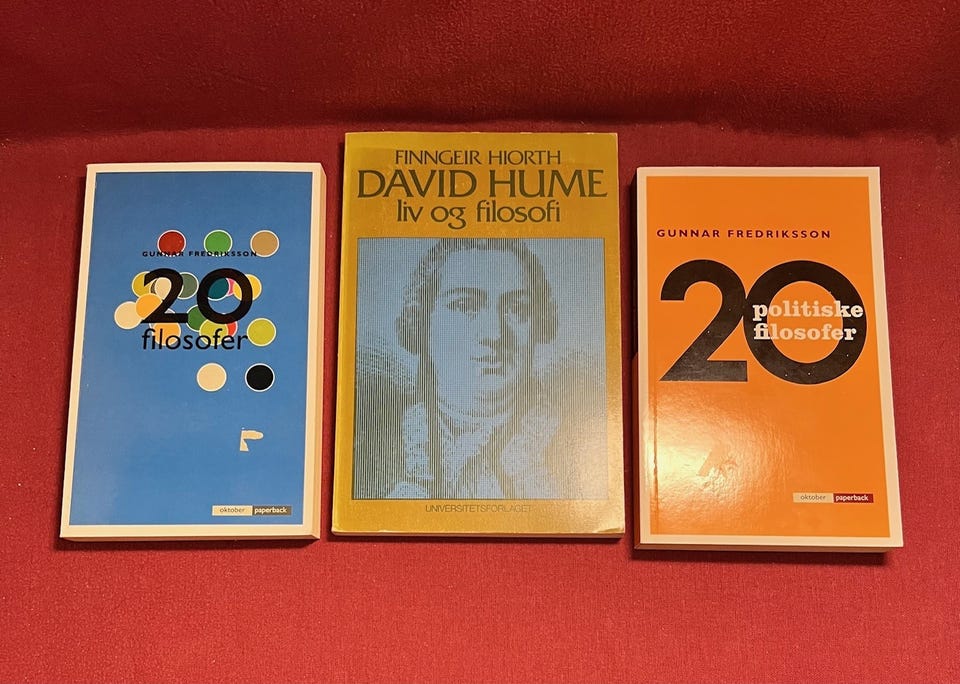 GUNNAR FREDRIKSSON
20
filosofer
oktober paperback
FINNGEIR HIORTH
DAVID HUME
liv og filosofi
UNIVERSITETSFORLAGET
GUNNAR FREDRIKSSON
20
politiske
filosofer
oktober paperback